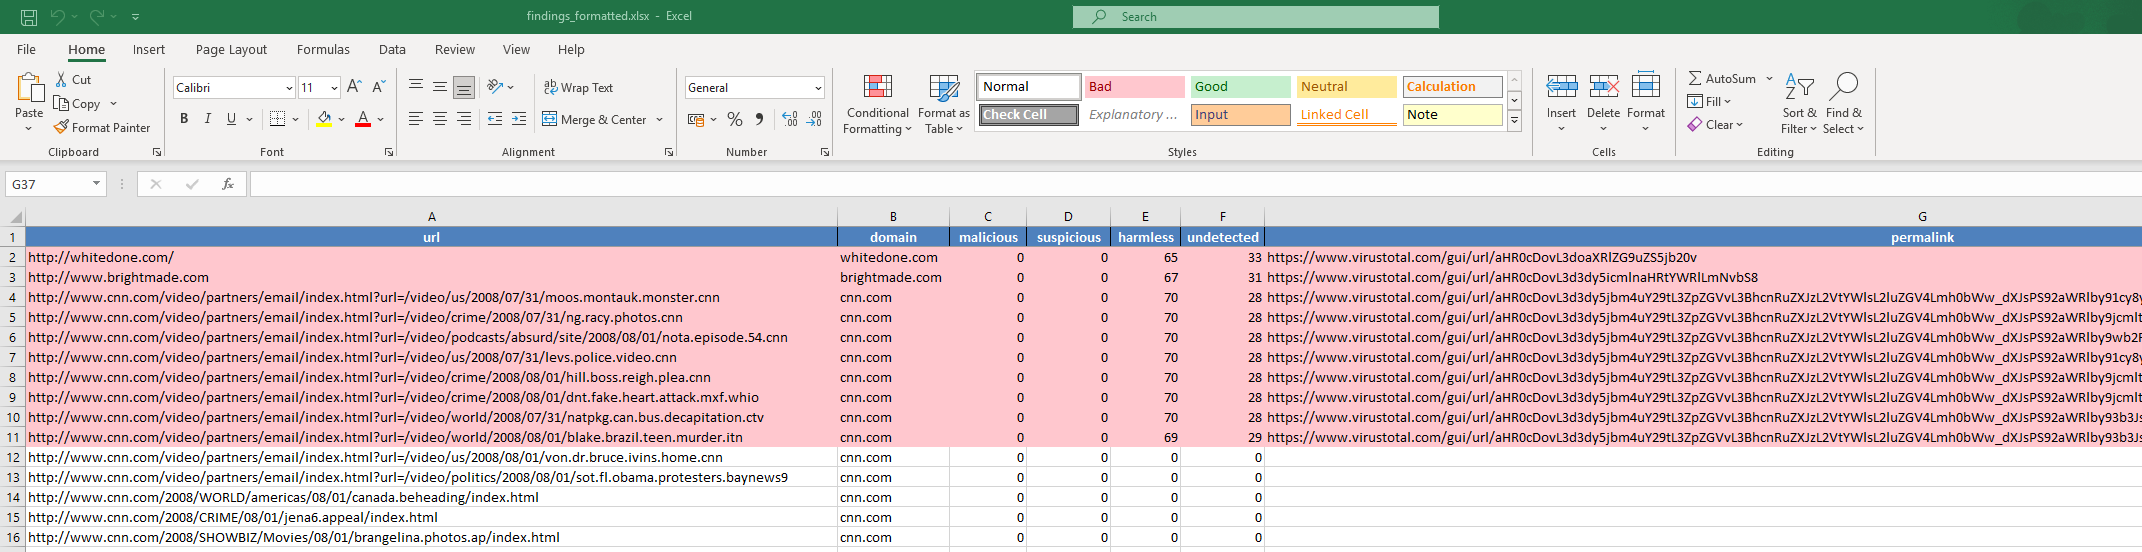 findings_formatted.xlsx - Excel
Search
File Home Insert Page Layout Formulas Data Review View Help
Paste
Cut
Copy
Format Painter
Clipboard
Calibri 11
B I U
Font
Wrap Text
Merge & Center
Alignment
General
Number
Conditional Formatting
Format as Table
Normal Bad Good Neutral Calculation
Check Cell Explanatory ... Input Linked Cell Note
Styles
Insert Delete Format
Cells
AutoSum
Fill
Clear
Sort & Filter
Find & Select
Editing
G37
fx
A B C D E F G
1 url domain malicious suspicious harmless undetected permalink
2 http://whitedone.com/ whitedone.com 0 0 65 33 https://www.virustotal.com/gui/url/aHR0cDovL3doaXRlZG9uZS5jb20v
3 http://www.brightmade.com brightmade.com 0 0 67 31 https://www.virustotal.com/gui/url/aHR0cDovL3d3dy5icmlnaHRtYWRlLmNvbS8
4 http://www.cnn.com/video/partners/email/index.html?url=/video/us/2008/07/31/moos.montauk.monster.cnn cnn.com 0 0 70 28 https://www.virustotal.com/gui/url/aHR0cDovL3d3dy5jbm4uY29tL3ZpZGVvL3BhcnRuZXJzL2VtYWlsL2luZGV4Lmh0bWw_dXJsPS92aWRlby91cy8y
5 http://www.cnn.com/video/partners/email/index.html?url=/video/crime/2008/07/31/ng.racy.photos.cnn cnn.com 0 0 70 28 https://www.virustotal.com/gui/url/aHR0cDovL3d3dy5jbm4uY29tL3ZpZGVvL3BhcnRuZXJzL2VtYWlsL2luZGV4Lmh0bWw_dXJsPS92aWRlby9jcmlt
6 http://www.cnn.com/video/partners/email/index.html?url=/video/podcasts/absurd/site/2008/08/01/nota.episode.54.cnn cnn.com 0 0 70 28 https://www.virustotal.com/gui/url/aHR0cDovL3d3dy5jbm4uY29tL3ZpZGVvL3BhcnRuZXJzL2VtYWlsL2luZGV4Lmh0bWw_dXJsPS92aWRlby9wb2R
7 http://www.cnn.com/video/partners/email/index.html?url=/video/us/2008/07/31/levs.police.video.cnn cnn.com 0 0 70 28 https://www.virustotal.com/gui/url/aHR0cDovL3d3dy5jbm4uY29tL3ZpZGVvL3BhcnRuZXJzL2VtYWlsL2luZGV4Lmh0bWw_dXJsPS92aWRlby91cy8y
8 http://www.cnn.com/video/partners/email/index.html?url=/video/crime/2008/08/01/hill.boss.reigh.plea.cnn cnn.com 0 0 70 28 https://www.virustotal.com/gui/url/aHR0cDovL3d3dy5jbm4uY29tL3ZpZGVvL3BhcnRuZXJzL2VtYWlsL2luZGV4Lmh0bWw_dXJsPS92aWRlby9jcmlt
9 http://www.cnn.com/video/partners/email/index.html?url=/video/crime/2008/08/01/dnt.fake.heart.attack.mxf.whio cnn.com 0 0 70 28 https://www.virustotal.com/gui/url/aHR0cDovL3d3dy5jbm4uY29tL3ZpZGVvL3BhcnRuZXJzL2VtYWlsL2luZGV4Lmh0bWw_dXJsPS92aWRlby9jcmlt
10 http://www.cnn.com/video/partners/email/index.html?url=/video/world/2008/07/31/natpkg.can.bus.decapitation.ctv cnn.com 0 0 70 28 https://www.virustotal.com/gui/url/aHR0cDovL3d3dy5jbm4uY29tL3ZpZGVvL3BhcnRuZXJzL2VtYWlsL2luZGV4Lmh0bWw_dXJsPS92aWRlby93b3Js
11 http://www.cnn.com/video/partners/email/index.html?url=/video/world/2008/08/01/blake.brazil.teen.murder.itn cnn.com 0 0 69 29 https://www.virustotal.com/gui/url/aHR0cDovL3d3dy5jbm4uY29tL3ZpZGVvL3BhcnRuZXJzL2VtYWlsL2luZGV4Lmh0bWw_dXJsPS92aWRlby93b3Js
12 http://www.cnn.com/video/partners/email/index.html?url=/video/us/2008/08/01/von.dr.bruce.ivins.home.cnn cnn.com 0 0 0 0
13 http://www.cnn.com/video/partners/email/index.html?url=/video/politics/2008/08/01/sot.fl.obama.protesters.baynews9 cnn.com 0 0 0 0
14 http://www.cnn.com/2008/WORLD/americas/08/01/canada.beheading/index.html cnn.com 0 0 0 0
15 http://www.cnn.com/2008/CRIME/08/01/jena6.appeal/index.html cnn.com 0 0 0 0
16 http://www.cnn.com/2008/SHOWBIZ/Movies/08/01/brangelina.photos.ap/index.html cnn.com 0 0 0 0